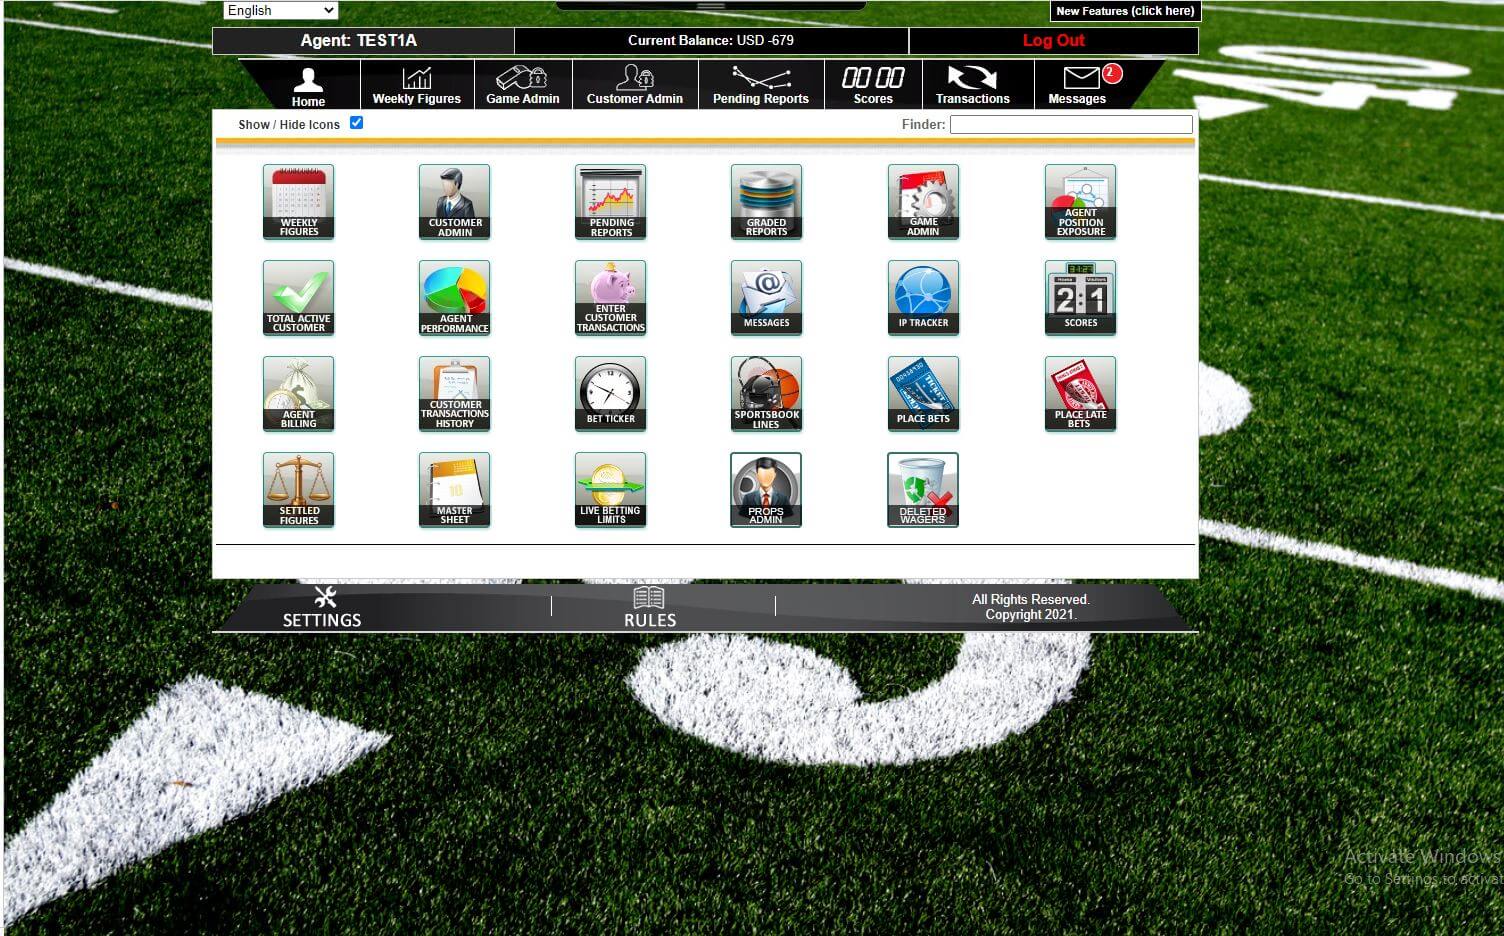 English
New Features (click here)
Agent: TEST1A
Current Balance: USD -679
Log Out
Home
Weekly Figures
Game Admin
Customer Admin
Pending Reports
00 00
Scores
Transactions
2
Messages
Show / Hide Icons
Finder:
WEEKLY
FIGURES
CUSTOMER
ADMIN
PENDING
REPORTS
GRADED
REPORTS
GAME
ADMIN
AGENT
POSITION
EXPOSURE
TOTAL ACTIVE
CUSTOMER
AGENT
PERFORMANCE
ENTER
CUSTOMER
TRANSACTIONS
@
MESSAGES
IP TRACKER
2:1
SCORES
AGENT
BILLING
CUSTOMER
TRANSACTIONS
HISTORY
BET TICKER
SPORTSBOOK
LINES
TICKET
PLACE BETS
PLACE LATE
BETS
SETTLED
FIGURES
10
MASTER
SHEET
LIVE BETTING
LIMITS
PROPS
ADMIN
DELETED
WAGERS
SETTINGS
RULES
All Rights Reserved.
Copyright 2021.
Activate Windows
Go to Settings to activat